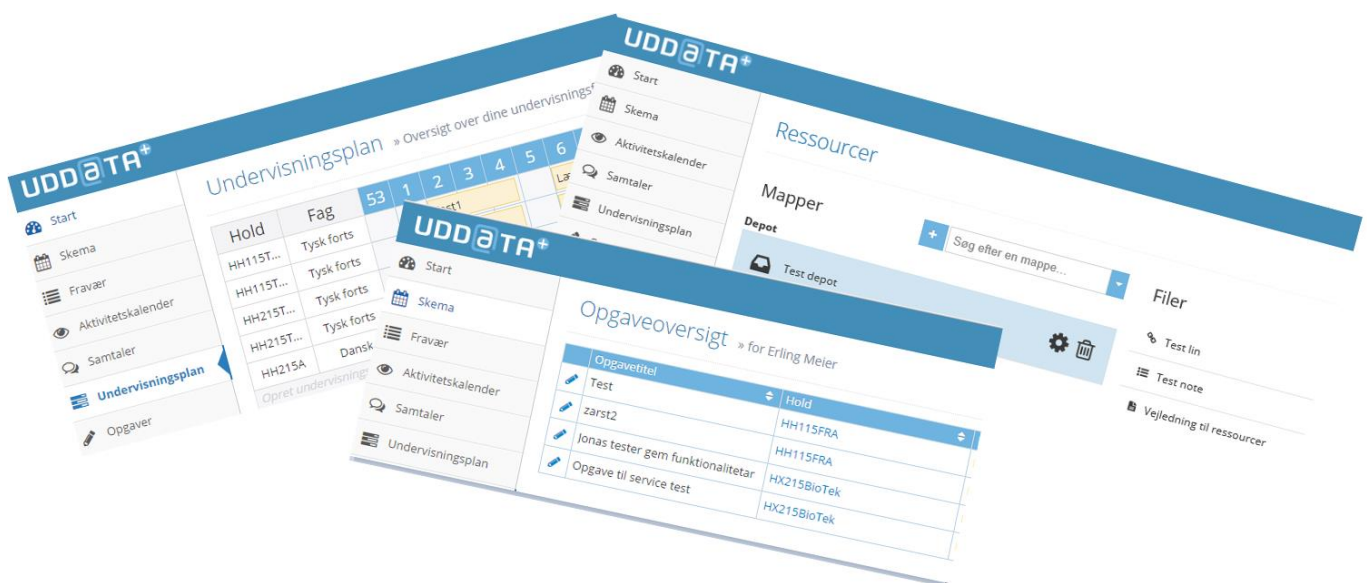 UDDaTA+
Start
Skema
Fravær
Aktivitetskalender
Samtaler
Undervisningsplan
Opgaver
Undervisningsplan » Oversigt over dine
Hold Fag 53 1 2 3 4 5 6
HH115T... Tysk forts
HH115T... Tysk forts
HH215T... Tysk forts
HH215T... Tysk forts
HH215A Dansk
UDDaTA+
Start
Skema
Aktivitetskalender
Samtaler
Undervisningsplan
Ressourcer
Mapper
Depot
+ Søg efter en mappe...
Test depot
Filer
Test lin
Test note
Vejledning til ressourcer
UDDaTA+
Start
Skema
Fravær
Aktivitetskalender
Samtaler
Undervisningsplan
Opgaveoversigt » for Erling Meier
Opgavetitel Hold
Test HH115FRA
zarst2 HH115FRA
Jonas tester gem funktionalitetar HX215BioTek
Opgave til service test HX215BioTek